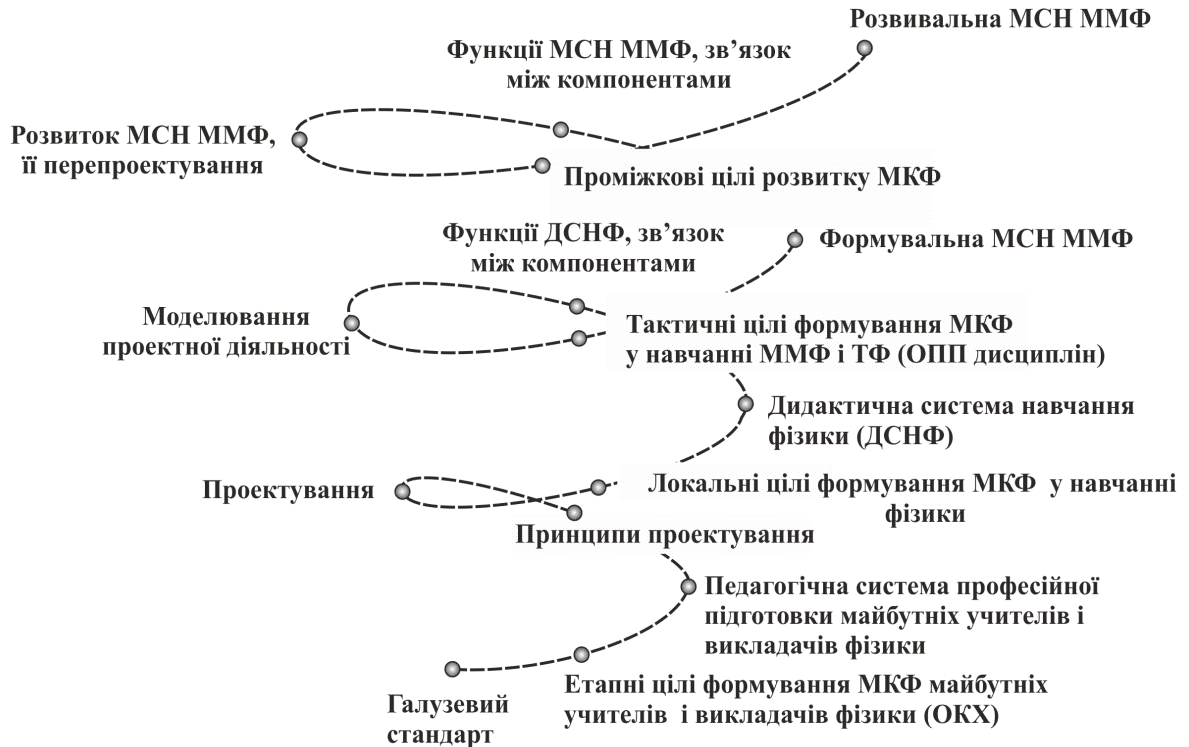 Розвивальна МСН ММФ
Функції МСН ММФ, зв’язок
між компонентами
Розвиток МСН ММФ,
її перепроектування
Проміжкові цілі розвитку МКФ
Функції ДСНФ, зв’язок
між компонентами
Формувальна МСН ММФ
Моделювання
проектної діяльності
Тактичні цілі формування МКФ
у навчанні ММФ і ТФ (ОПП дисциплін)
Дидактична система навчання
фізики (ДСНФ)
Проектування
Локальні цілі формування МКФ у навчанні
фізики
Принципи проектування
Педагогічна система професійної
підготовки майбутніх учителів і
викладачів фізики
Галузевий
стандарт
Етапні цілі формування МКФ майбутніх
учителів і викладачів фізики (ОКХ)